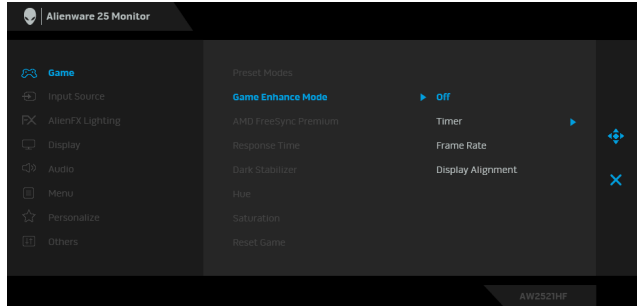 Alienware 25 Monitor
Game
Preset Modes
Input Source
Game Enhance Mode
Off
AlienFX Lighting
AMD FreeSync Premium
Timer
Display
Response Time
Frame Rate
Audio
Dark Stabilizer
Display Alignment
Menu
Hue
Personalize
Saturation
Others
Reset Game
AW2521HF